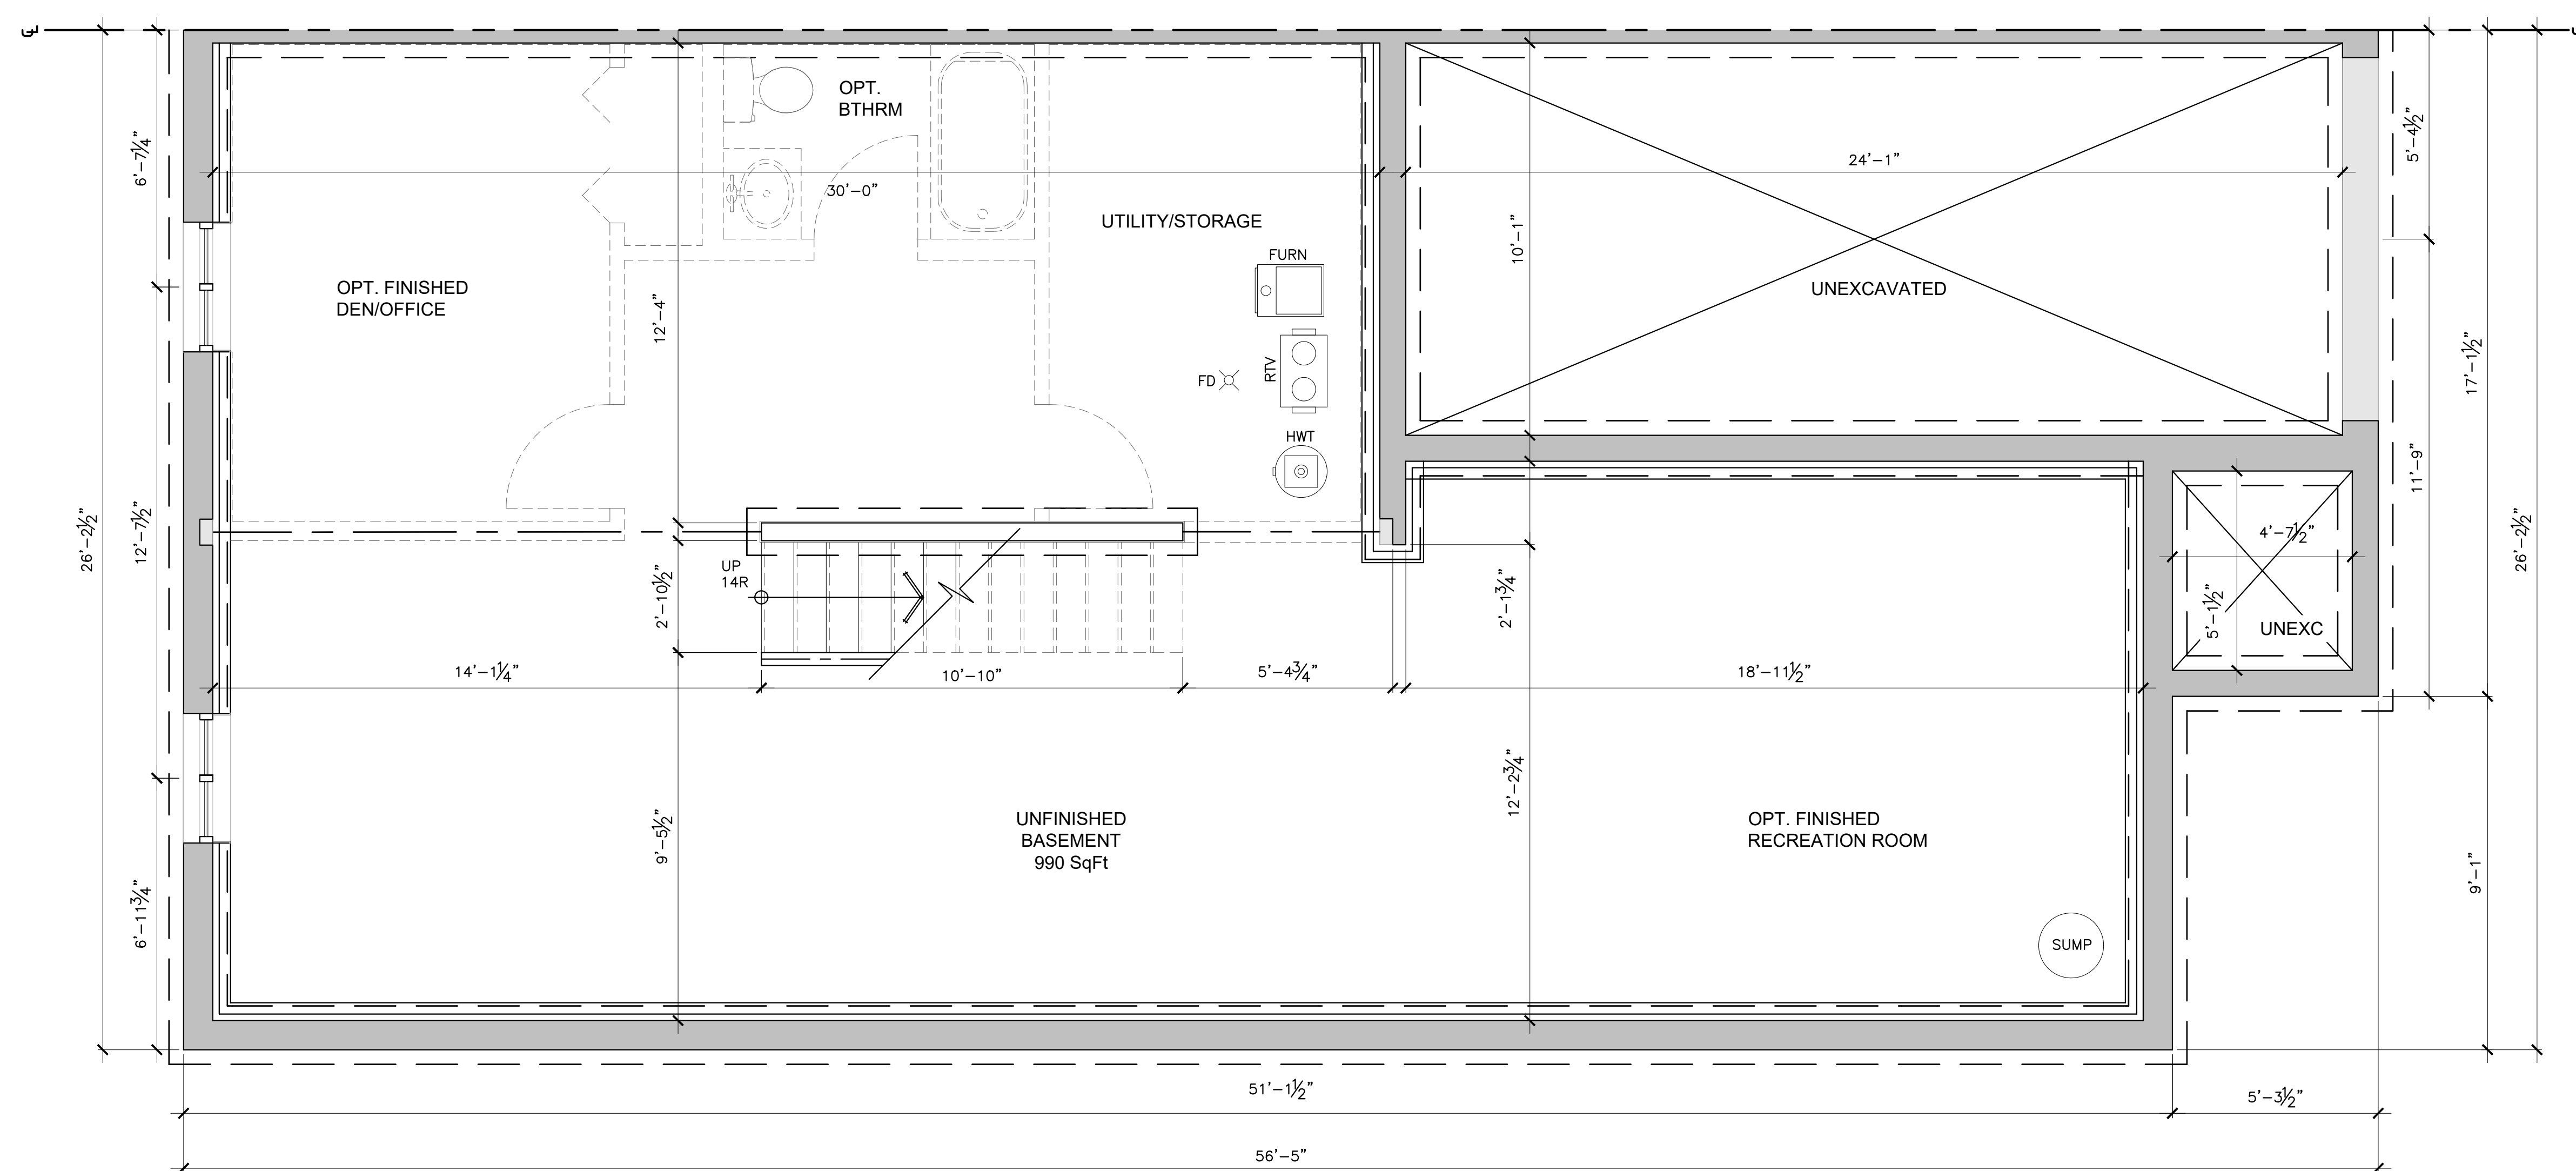 6'-7¼"
OPT.
BTHRM
5'-4½"
24'-1"
30'-0"
UTILITY/STORAGE
10'-1"
FURN
OPT. FINISHED
DEN/OFFICE
UNEXCAVATED
12'-4"
17'-1½"
RTV
FD
HWT
11'-9"
26'-2½"
12'-7½"
4'-7½"
26'-2½"
UP
14R
2'-10½"
2'-1¾"
5'-1½"
UNEXC
14'-1¼"
10'-10"
5'-4¾"
18'-11½"
12'-2¾"
9'-5½"
UNFINISHED
BASEMENT
990 SqFt
OPT. FINISHED
RECREATION ROOM
9'-1"
6'-11¾"
SUMP
51'-1½"
5'-3½"
56'-5"